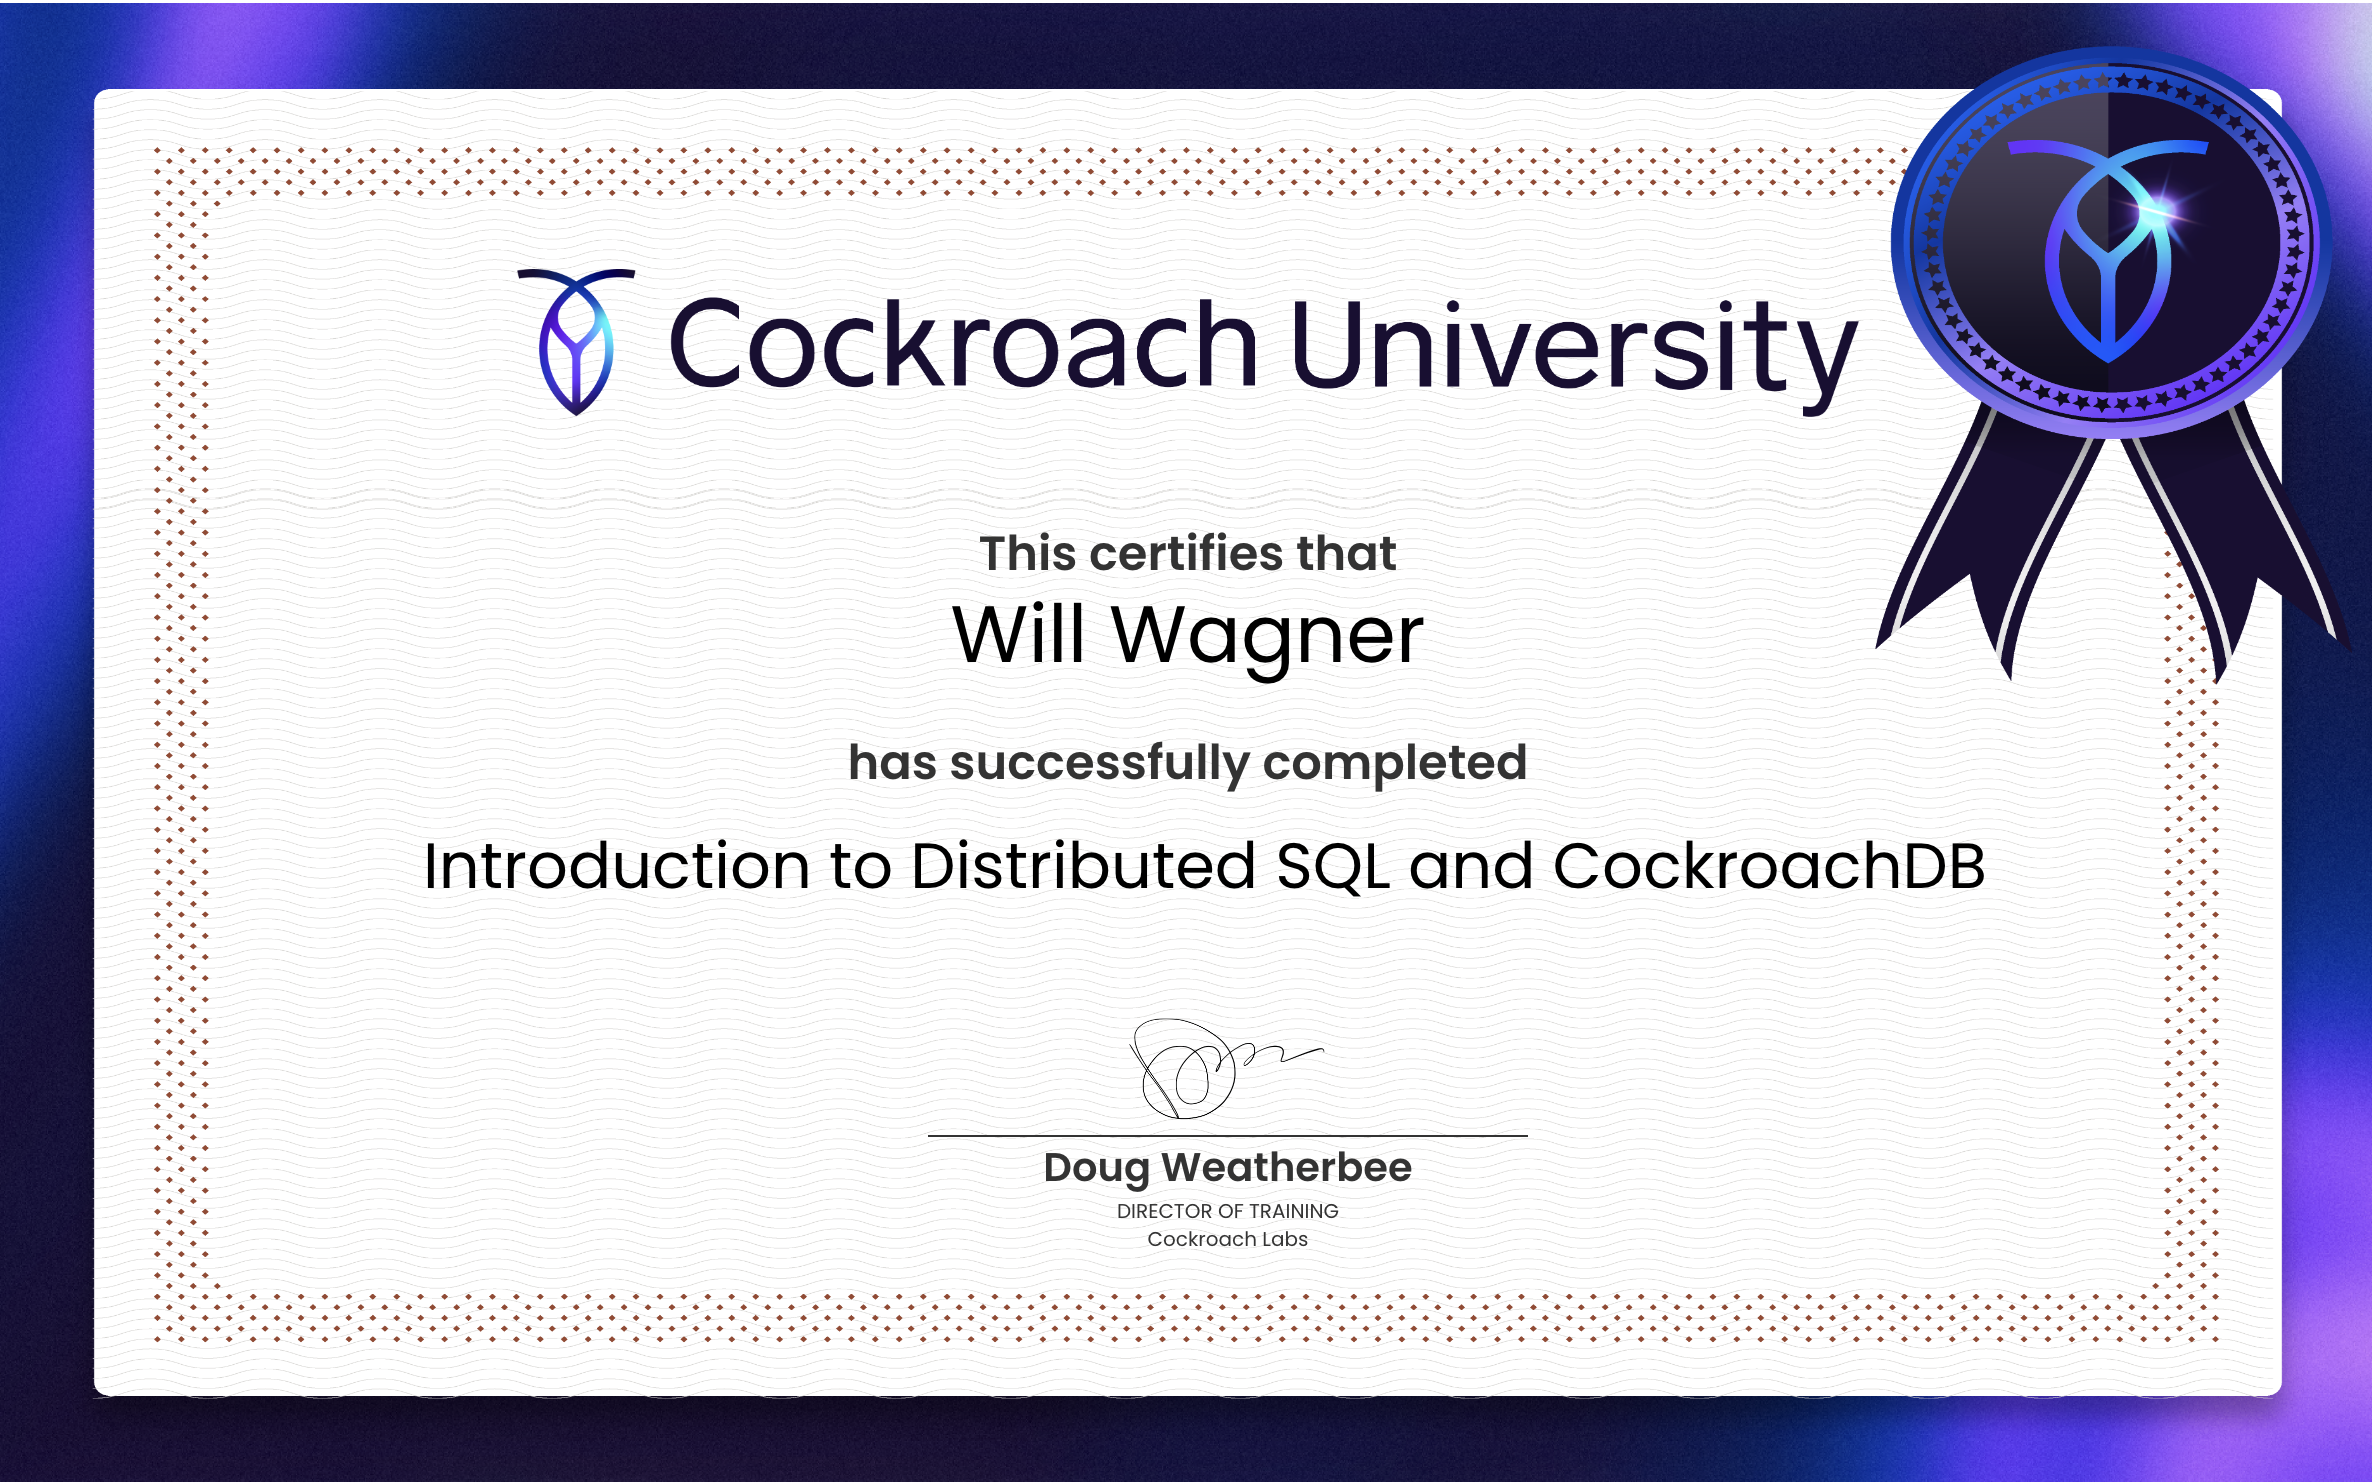 Cockroach University
This certifies that
Will Wagner
has successfully completed
Introduction to Distributed SQL and CockroachDB
Doug Weatherbee
DIRECTOR OF TRAINING
Cockroach Labs